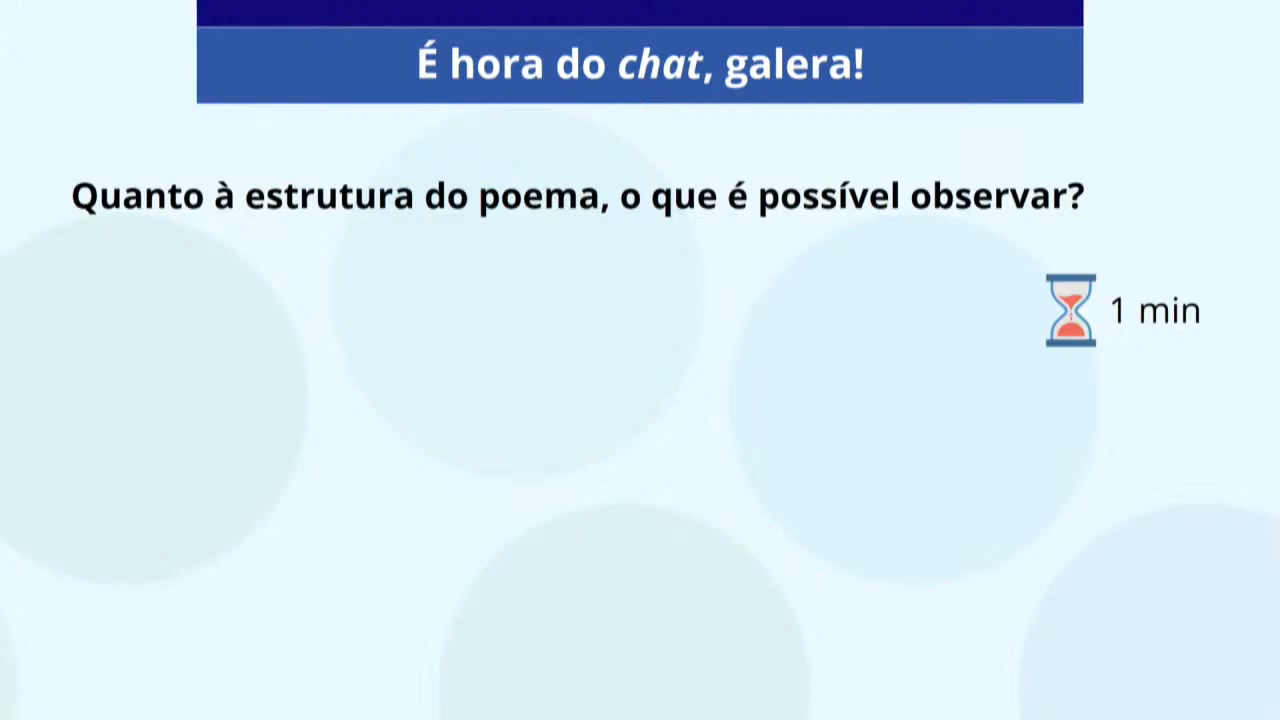 É hora do chat, galera!
Quanto à estrutura do poema, o que é possível observar?
1 min